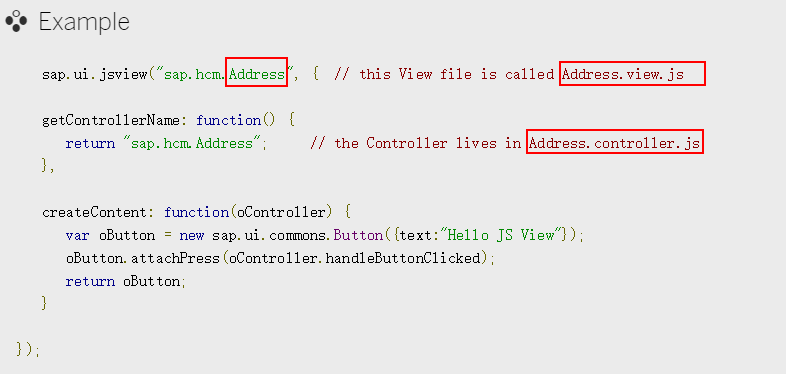 Example
sap.ui.jsview("sap.hcm.Address", { // this View file is called Address.view.js
getControllerName: function() {
return "sap.hcm.Address"; // the Controller lives in Address.controller.js
},
createContent: function(oController) {
var oButton = new sap.ui.commons.Button({text:"Hello JS View"});
oButton.attachPress(oController.handleButtonClicked);
return oButton;
}
});